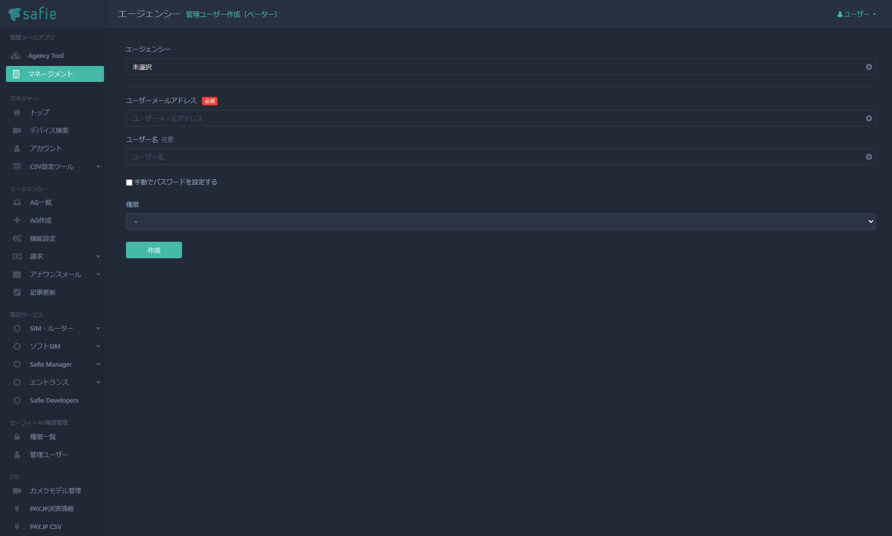 safie
エージェンシー 管理ユーザー作成（ベーター）
ユーザー
管理ツールアプリ
Agency Tool
マネージメント
マネジャー
トップ
デバイス検索
アカウント
CSV設定ツール
エージェンシー
AG一覧
AG作成
機能設定
請求
アナウンスメール
記事更新
周辺サービス
SIM・ルーター
ソフトSIM
Safie Manager
エントランス
Safie Developers
セーフィーAG権限管理
権限一覧
管理ユーザー
ETC
カメラモデル管理
PAYJP決済情報
PAYJP CSV
エージェンシー
未選択
ユーザーメールアドレス 必須
ユーザーメールアドレス
ユーザー名 任意
ユーザー名
手動でパスワードを設定する
権限
-
作成